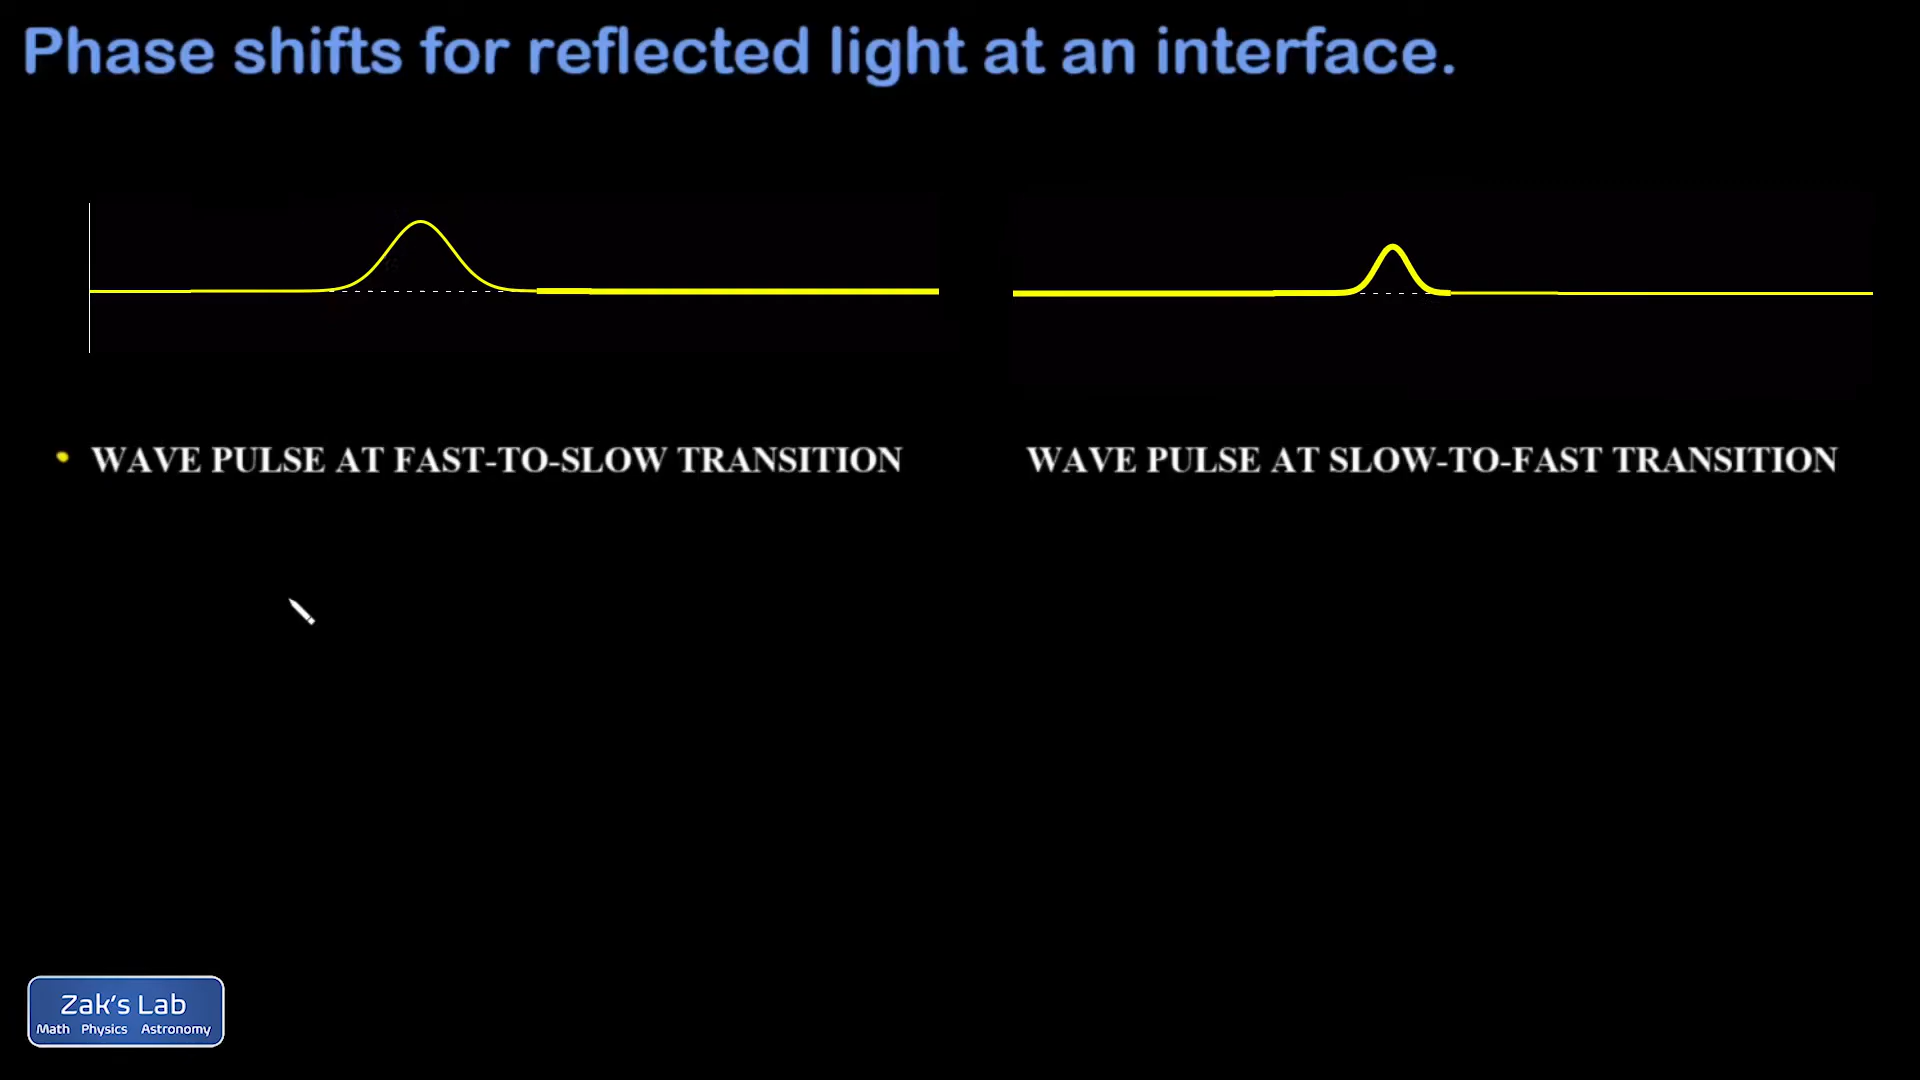 Phase shifts for reflected light at an interface.
WAVE PULSE AT FAST-TO-SLOW TRANSITION
WAVE PULSE AT SLOW-TO-FAST TRANSITION
Zak's Lab
Math Physics Astronomy